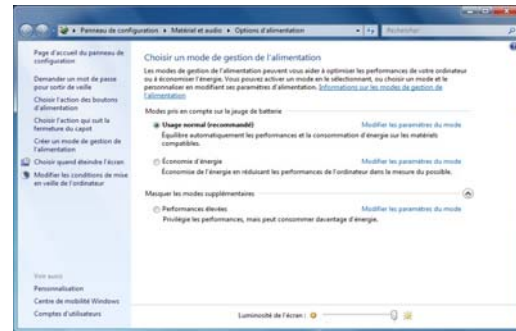 Panneau de configuration ▸ Matériel et audio ▸ Options d'alimentation
Rechercher
Page d'accueil du panneau de
configuration
Demander un mot de passe
pour sortir de veille
Choisir l'action des boutons
d'alimentation
Choisir l'action qui suit la
fermeture du capot
Créer un mode de gestion de
l'alimentation
Choisir quand éteindre l'écran
Modifier les conditions de mise
en veille de l'ordinateur
Choisir un mode de gestion de l'alimentation
Les modes de gestion de l'alimentation peuvent vous aider à optimiser les performances de votre ordinateur
ou à économiser l'énergie. Vous pouvez activer un mode en le sélectionnant, ou choisir un mode et le
personnaliser en modifiant ses paramètres d'alimentation. Informations sur les modes de gestion de
l'alimentation
Modes pris en compte sur la jauge de batterie
Usage normal (recommandé) Modifier les paramètres du mode
Équilibre automatiquement les performances et la consommation d'énergie sur les matériels
compatibles.
Économie d'énergie Modifier les paramètres du mode
Économise de l'énergie en réduisant les performances de l'ordinateur dans la mesure du possible.
Masquer les modes supplémentaires
Performances élevées Modifier les paramètres du mode
Privilégie les performances, mais peut consommer davantage d'énergie.
Voir aussi
Personnalisation
Centre de mobilité Windows
Comptes d'utilisateurs
Luminosité de l'écran :